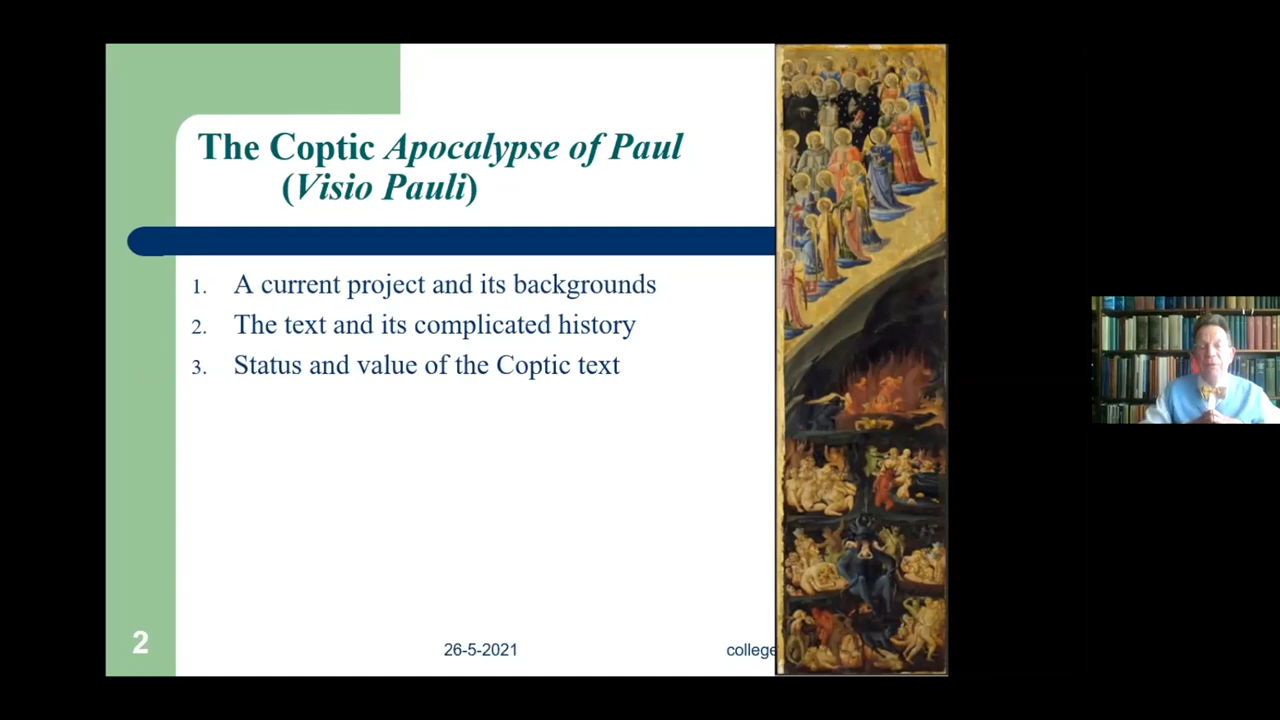 The Coptic Apocalypse of Paul
(Visio Pauli)
1. A current project and its backgrounds
2. The text and its complicated history
3. Status and value of the Coptic text
2
26-5-2021
college